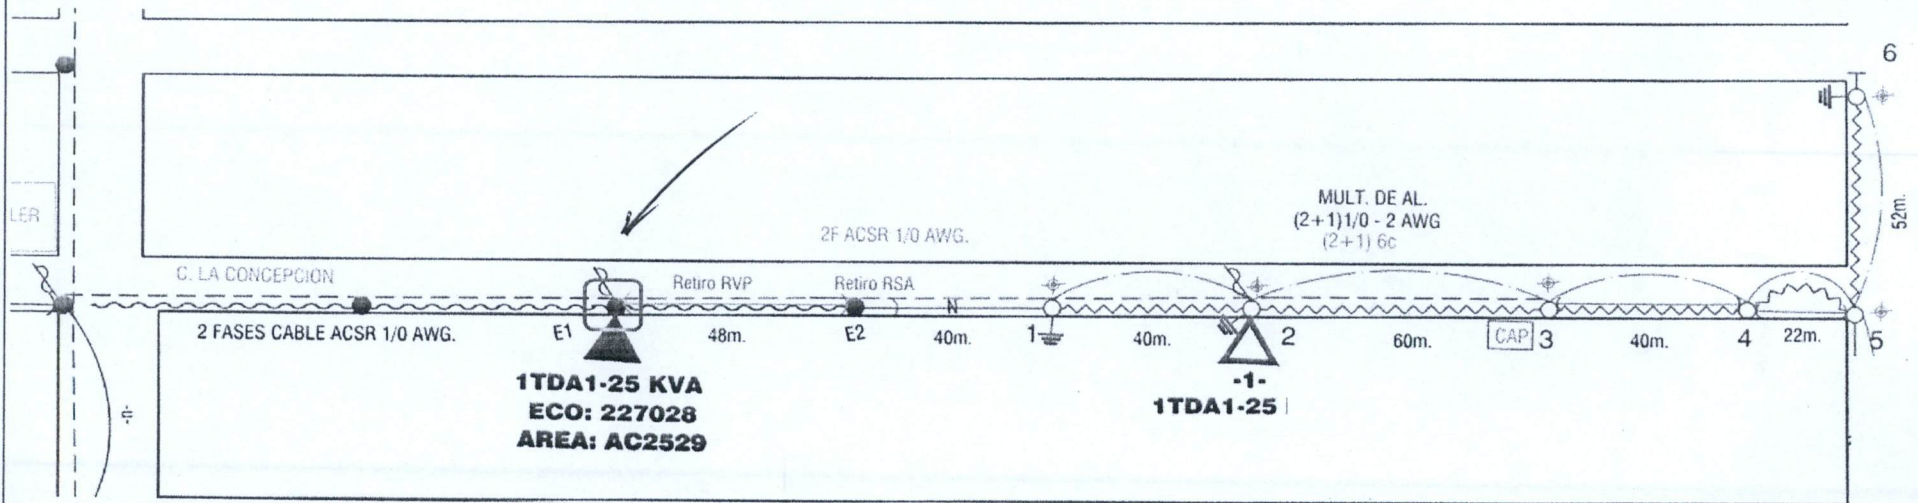 6
LER
MULT. DE AL.
(2+1)1/0 - 2 AWG
(2+1) 6c
2F ACSR 1/0 AWG.
52m.
C. LA CONCEPCION
Retiro RVP
Retiro RSA
N
2 FASES CABLE ACSR 1/0 AWG.
E1
48m.
E2
40m.
1
40m.
2
60m.
CAP
3
40m.
4
22m.
5
1TDA1-25 KVA
ECO: 227028
AREA: AC2529
-1-
1TDA1-25